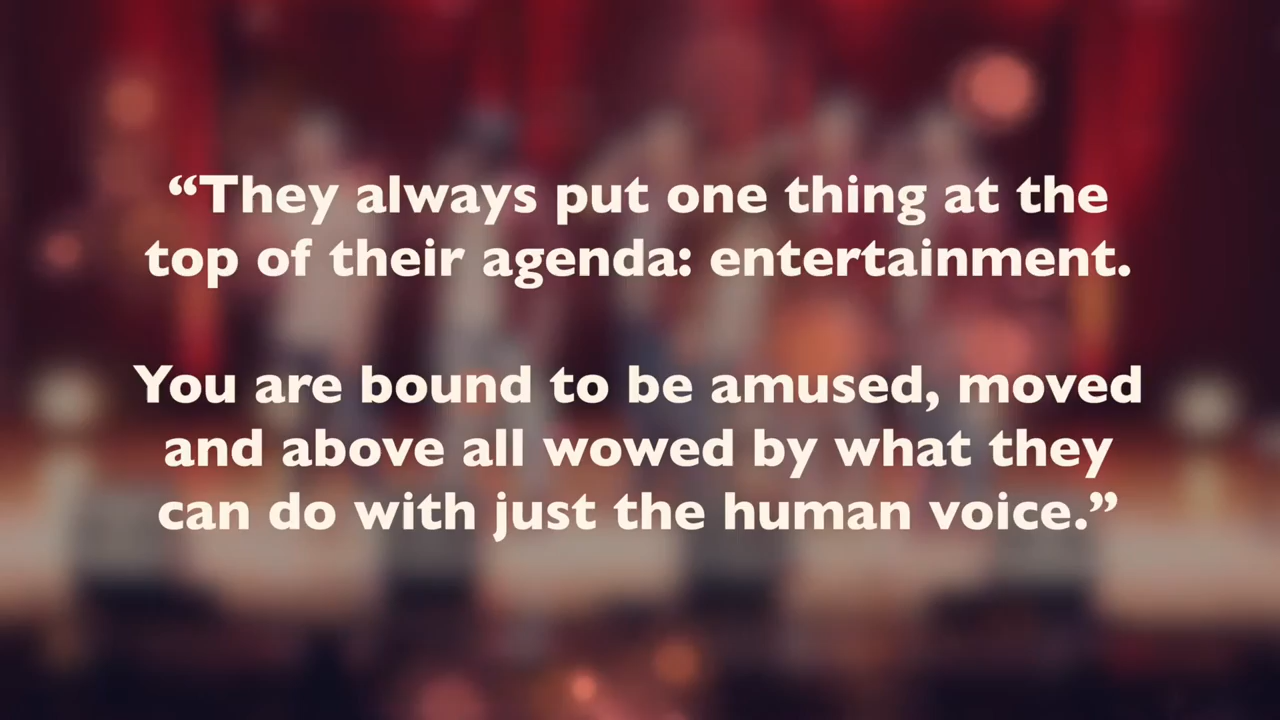 “They always put one thing at the
top of their agenda: entertainment.
You are bound to be amused, moved
and above all wowed by what they
can do with just the human voice.”